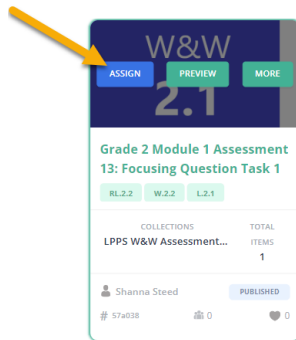 W&W
ASSIGN PREVIEW MORE
2.1
Grade 2 Module 1 Assessment
13: Focusing Question Task 1
RL.2.2 W.2.2 L.2.1
COLLECTIONS TOTAL
LPPS W&W Assessment... ITEMS
1
Shanna Steed PUBLISHED
# 57a038 0 0